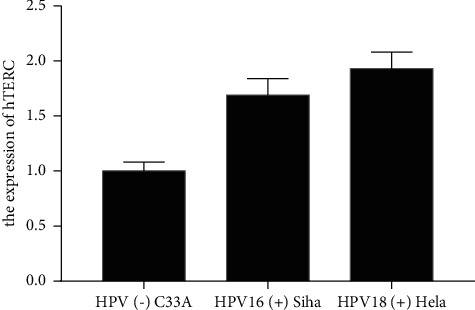 the expression of hTERC
2.5
2.0
1.5
1.0
0.5
0.0
HPV (-) C33A
HPV16 (+) Siha
HPV18 (+) Hela